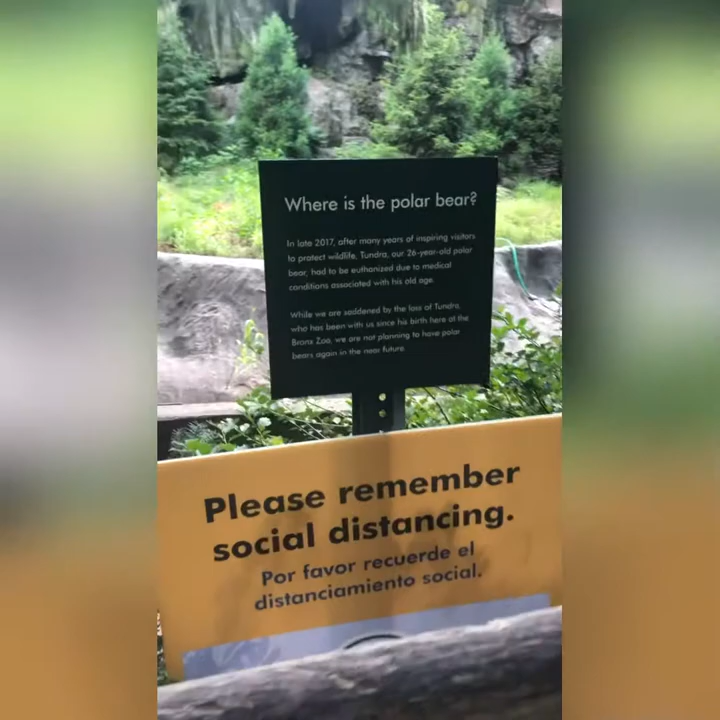 Where is the polar bear?
In late 2017, after many years of inspiring visitors
to protect wildlife, Tundra, our 26-year-old polar
bear, had to be euthanized due to medical
conditions associated with his old age.
While we are saddened by the loss of Tundra,
who has been with us since his birth here at the
Bronx Zoo, we are not planning to have polar
bears again in the near future.
Please remember
social distancing.
Por favor recuerde el
distanciamiento social.